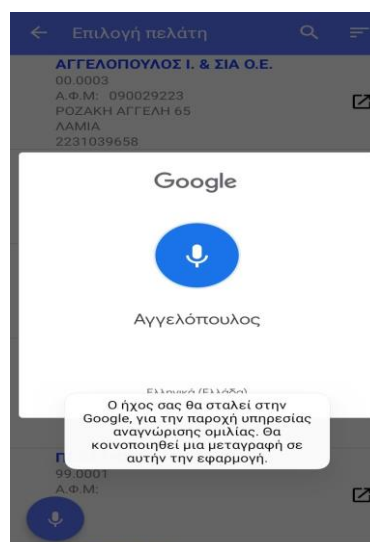 Επιλογή πελάτη
ΑΓΓΕΛΟΠΟΥΛΟΣ Ι. & ΣΙΑ Ο.Ε.
00.0003
Α.Φ.Μ: 090029223
ΡΟΖΑΚΗ ΑΓΓΕΛΗ 65
ΛΑΜΙΑ
2231039658
Google
Αγγελόπουλος
Ελληνικά (Ελλάδα)
Ο ήχος σας θα σταλεί στην
Google, για την παροχή υπηρεσίας
αναγνώρισης ομιλίας. Θα
κοινοποιηθεί μια μεταγραφή σε
αυτήν την εφαρμογή.
99.0001
Α.Φ.Μ: